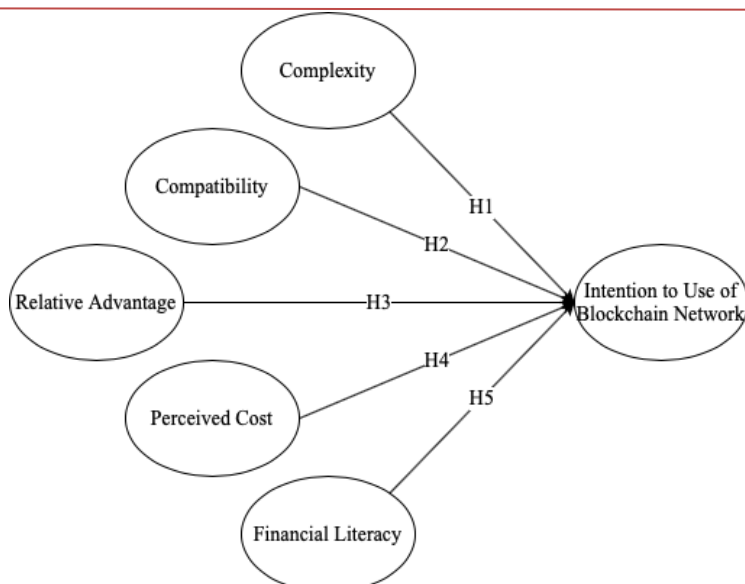 Complexity
H1
Compatibility
H2
Relative Advantage
H3
Intention to Use of
Blockchain Network
Perceived Cost
H4
H5
Financial Literacy